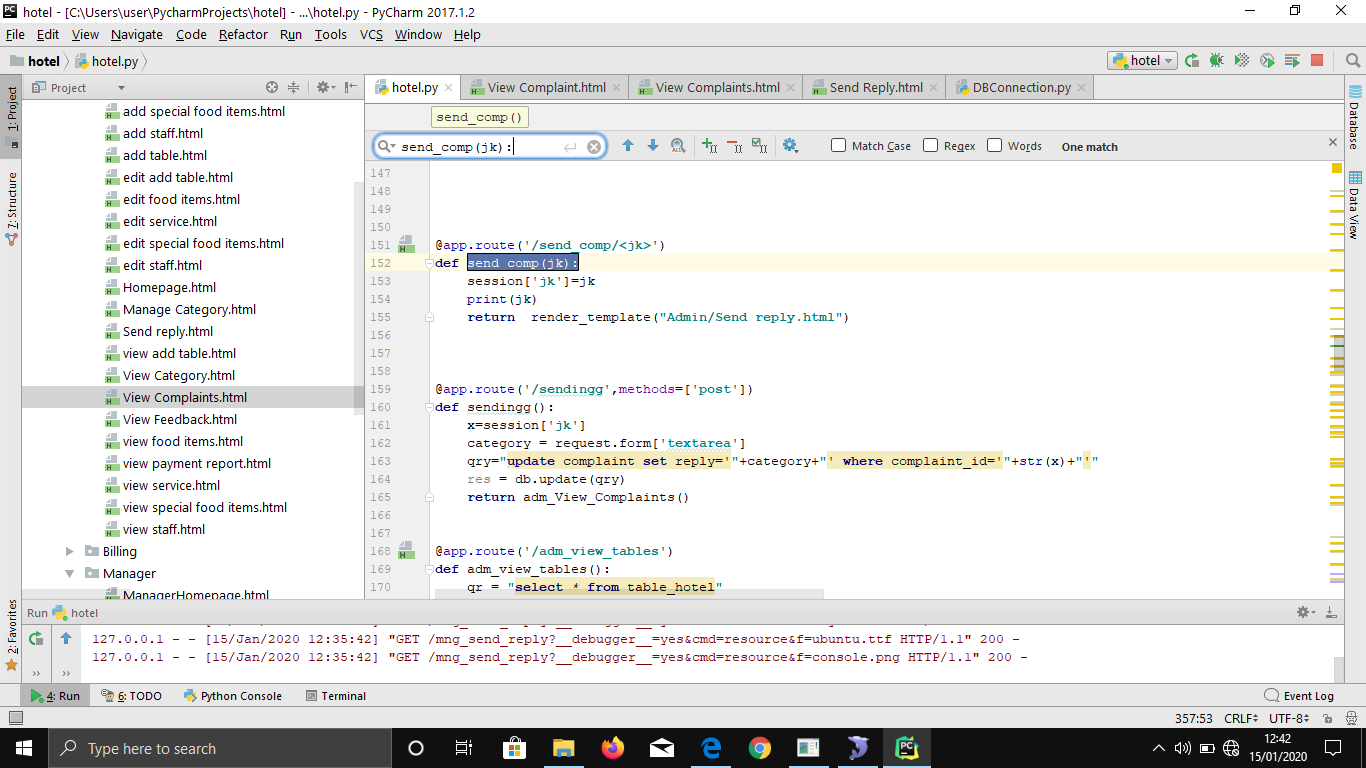 hotel - [C:\Users\user\PycharmProjects\hotel] - ...\hotel.py - PyCharm 2017.1.2
File Edit View Navigate Code Refactor Run Tools VCS Window Help
hotel hotel.py hotel
1: Project
7: Structure
2: Favorites
Project
add special food items.html
add staff.html
add table.html
edit add table.html
edit food items.html
edit service.html
edit special food items.html
edit staff.html
Homepage.html
Manage Category.html
Send reply.html
view add table.html
View Category.html
View Complaints.html
View Feedback.html
view food items.html
view payment report.html
view service.html
view special food items.html
view staff.html
Billing
Manager
ManagerHomepage.html
hotel.py View Complaint.html View Complaints.html Send Reply.html DBConnection.py
send_comp()
send_comp(jk): Match Case Regex Words One match
147
148
149
150
151 @app.route('/send_comp/<jk>')
152 def send_comp(jk):
153 session['jk']=jk
154 print(jk)
155 return render_template("Admin/Send reply.html")
156
157
158
159 @app.route('/sendingg',methods=['post'])
160 def sendingg():
161 x=session['jk']
162 category = request.form['textarea']
163 qry="update complaint set reply='"+category+"' where complaint_id='"+str(x)+"'"
164 res = db.update(qry)
165 return adm_View_Complaints()
166
167
168 @app.route('/adm_view_tables')
169 def adm_view_tables():
170 qr = "select * from table_hotel"
Database
Data View
Run hotel
127.0.0.1 - - [15/Jan/2020 12:35:42] "GET /mng_send_reply?__debugger__=yes&cmd=resource&f=ubuntu.ttf HTTP/1.1" 200 -
127.0.0.1 - - [15/Jan/2020 12:35:42] "GET /mng_send_reply?__debugger__=yes&cmd=resource&f=console.png HTTP/1.1" 200 -
4: Run 6: TODO Python Console Terminal Event Log
357:53 CRLF UTF-8
Type here to search
12:42
15/01/2020